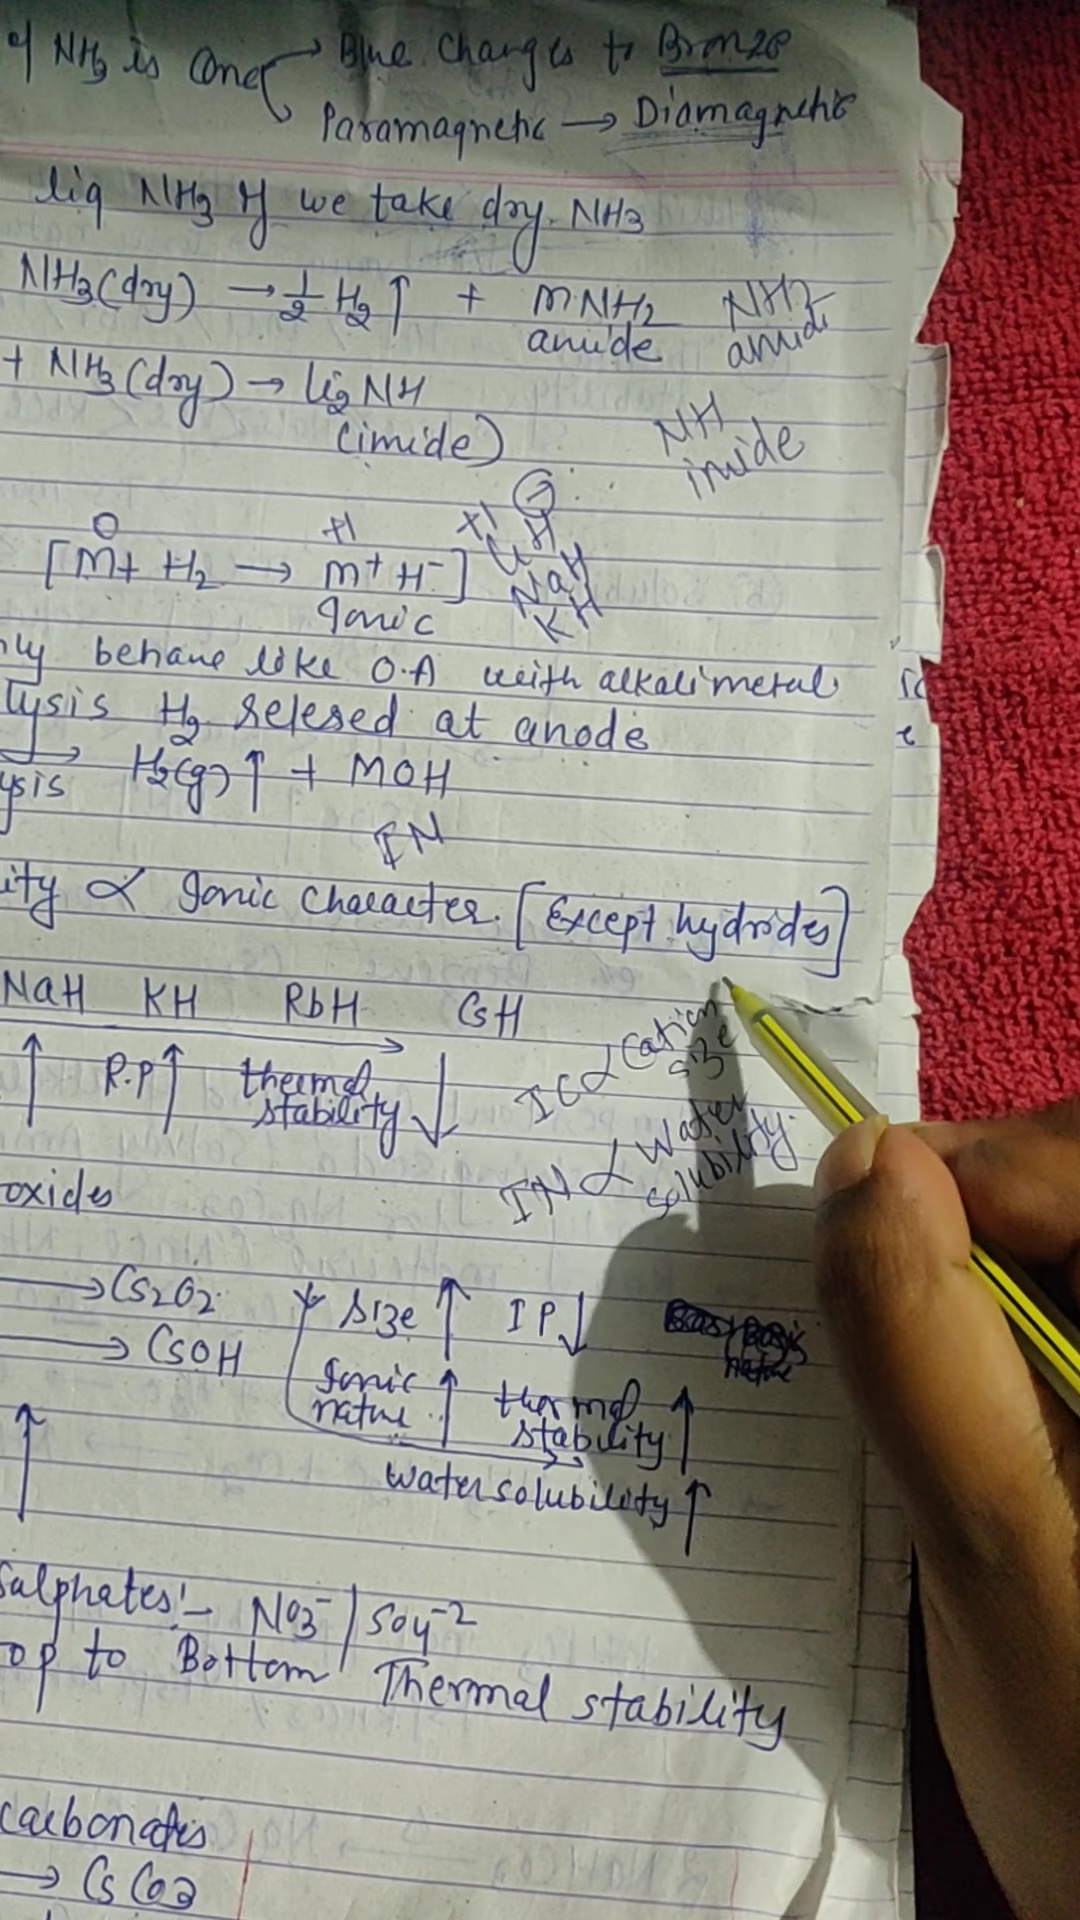 If NH3 is Conc → Blue Changes to Bronze
Paramagnetic → Diamagnetic
liq NH3 If we take dry NH3
NH3(dry) → 1/2 H2 ↑ + MNH2 NH2
amide amide
+ NH3(dry) → Li2NH
(imide) NH
imide
[M + H2 → M+ H-] LiH
Ionic NaH
KH
nly behave like O.A with alkali metal
lysis H2 relesed at anode
→ H2(g) ↑ + MOH
ysis
IN
ity ∝ Ionic Character. [Except hydrides]
NaH KH RbH CsH
IC ∝ Cation size
↑ R.P ↑ thermal stability ↓
IN ∝ Water solubility.
oxides
→ Cs2O2 size ↑ IP ↓
→ CsOH
Ionic nature ↑ thermal stability ↑
↑ water solubility ↑
Sulphates:- NO3- / SO4-2
op to Bottom Thermal stability
carbonates
→ CsCO3